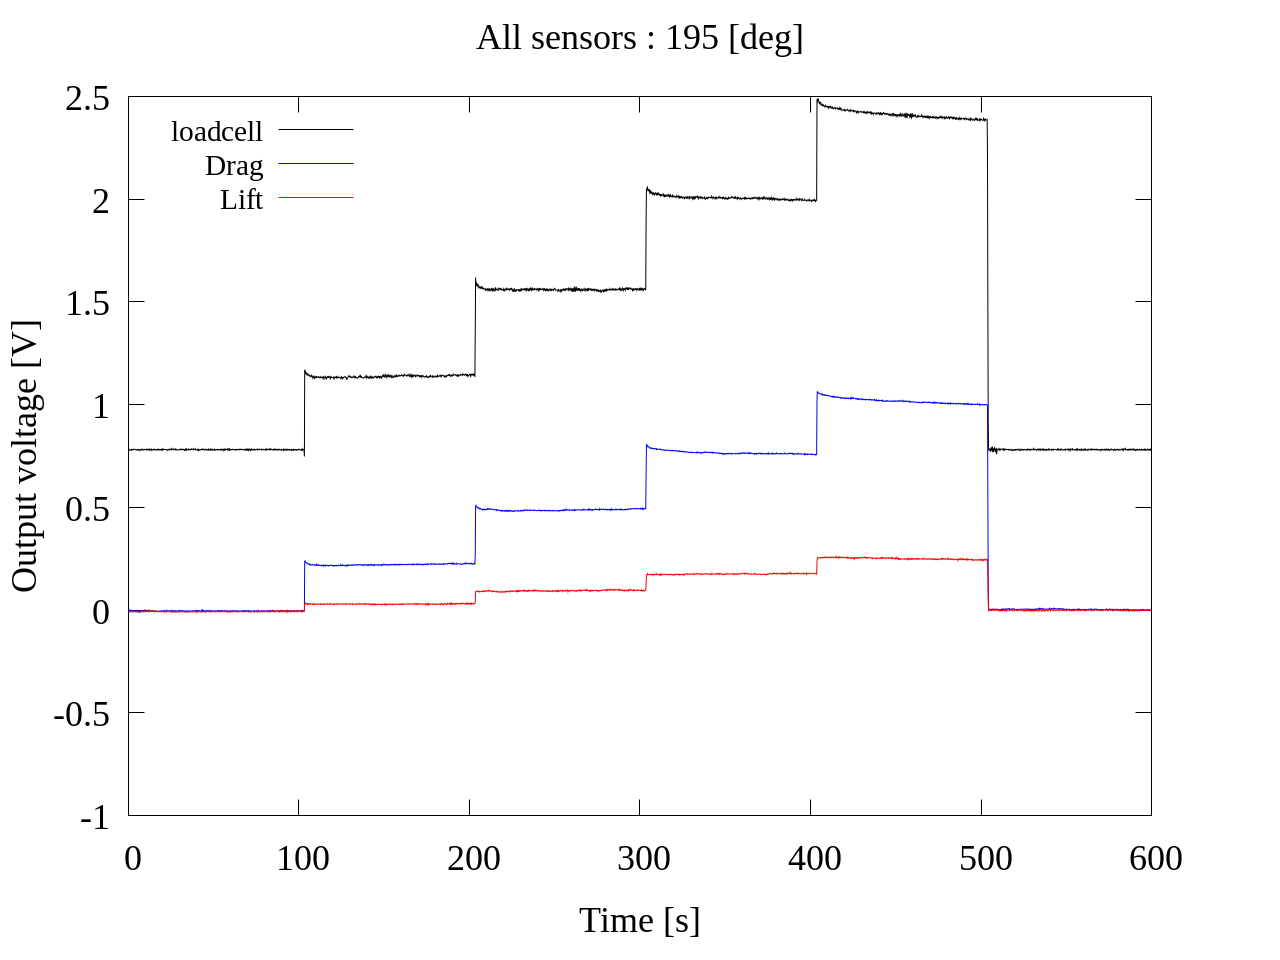 All sensors : 195 [deg]
2.5
2
1.5
1
0.5
0
-0.5
-1
loadcell
Drag
Lift
Output voltage [V]
0 100 200 300 400 500 600
Time [s]